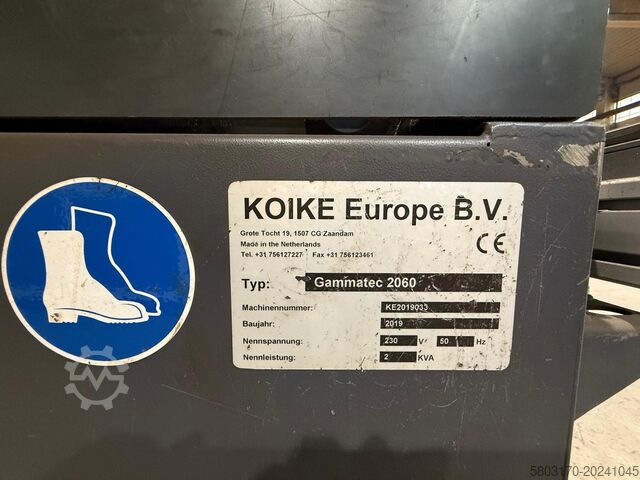 KOIKE Europe B.V.
Grote Tocht 19, 1507 CG Zaandam
Made in the Netherlands
Tel. +31 756127227 Fax +31 756123461
CE
Typ: Gammatec 2060
Machinennummer: KE2019033
Baujahr: 2019
Nennspannung: 230 V 50 Hz
Nennleistung: 2 KVA
5803170-20241045